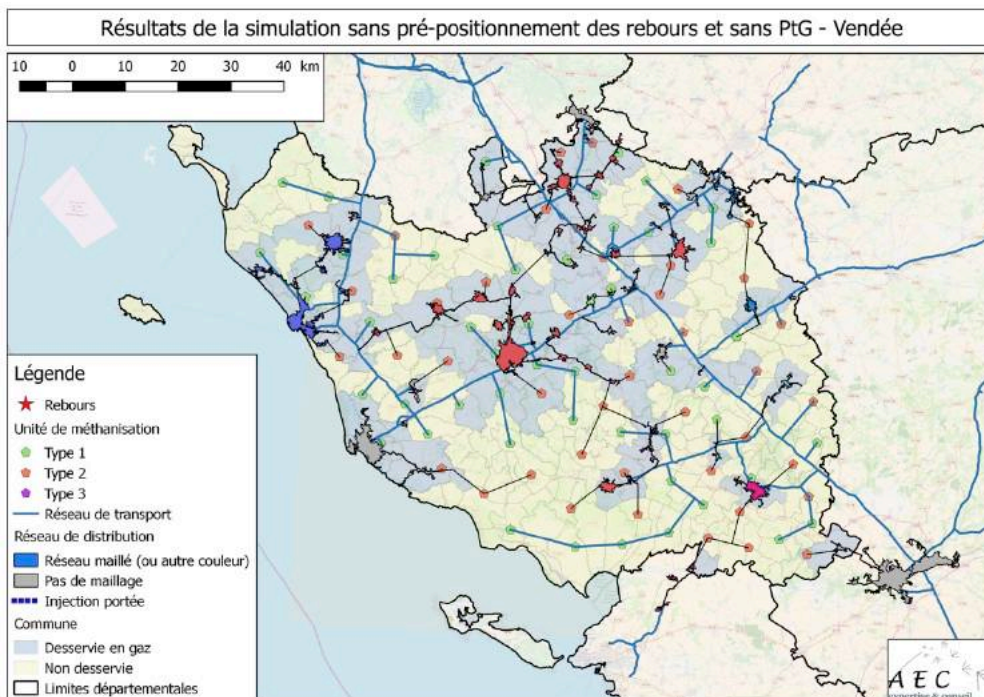 Résultats de la simulation sans pré-positionnement des rebours et sans PtG - Vendée
10 0 10 20 30 40 km
Légende
Rebours
Unité de méthanisation
Type 1
Type 2
Type 3
Réseau de transport
Réseau de distribution
Réseau maillé (ou autre couleur)
Pas de maillage
Injection portée
Commune
Desservie en gaz
Non desservie
Limites départementales
AEC
expertise & conseil